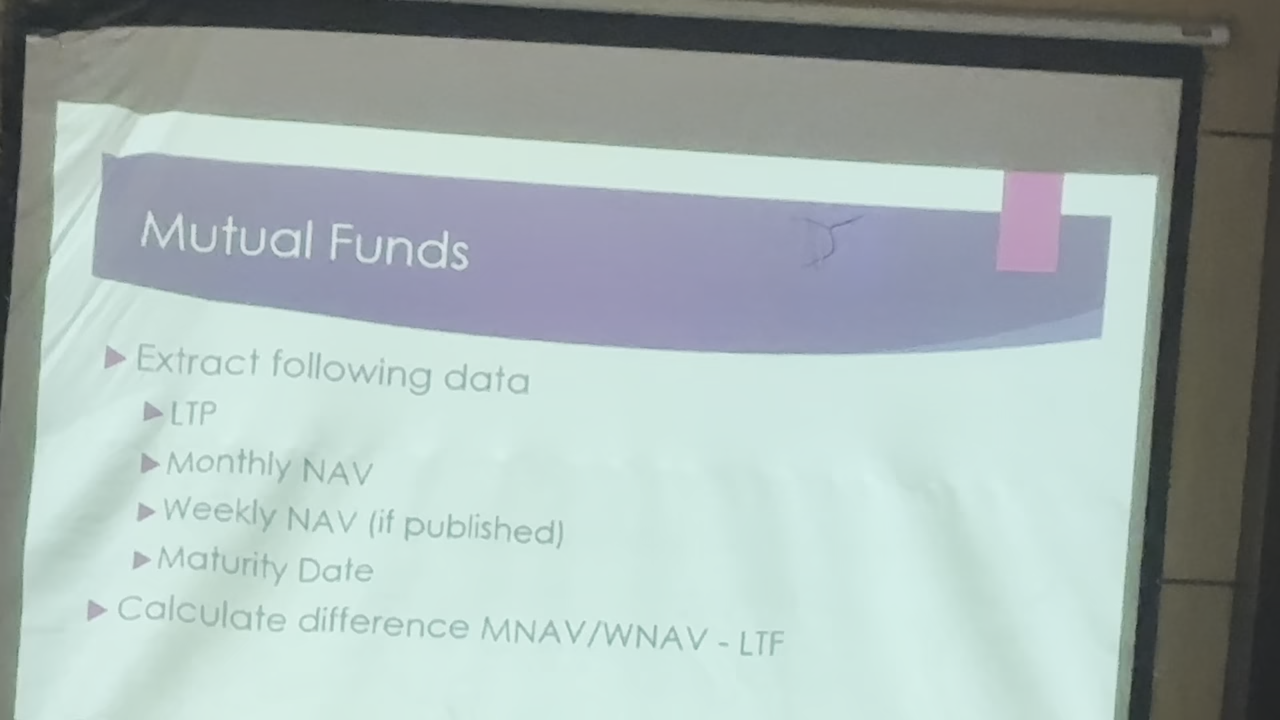 Mutual Funds
Extract following data
LTP
Monthly NAV
Weekly NAV (if published)
Maturity Date
Calculate difference MNAV/WNAV - LTF